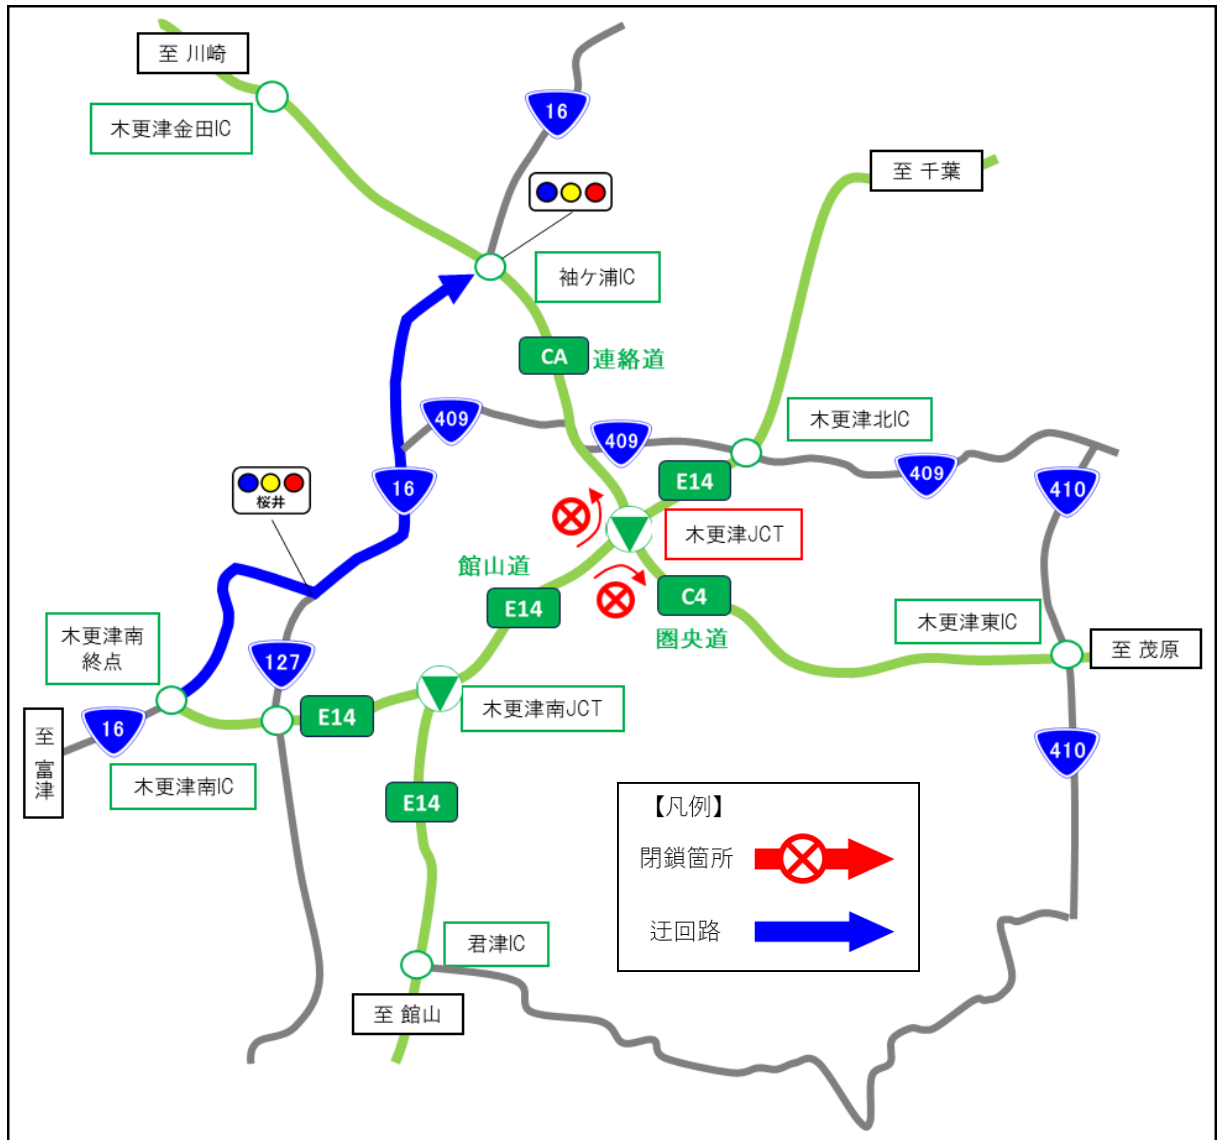 至 川崎
木更津金田IC
16
至 千葉
袖ケ浦IC
CA
連絡道
木更津北IC
409
409
409
E14
410
16
桜井
木更津JCT
館山道
E14
C4
圏央道
木更津東IC
至 茂原
木更津南
終点
127
木更津南JCT
E14
16
至 富津
木更津南IC
410
E14
【凡例】
閉鎖箇所
迂回路
君津IC
至 館山